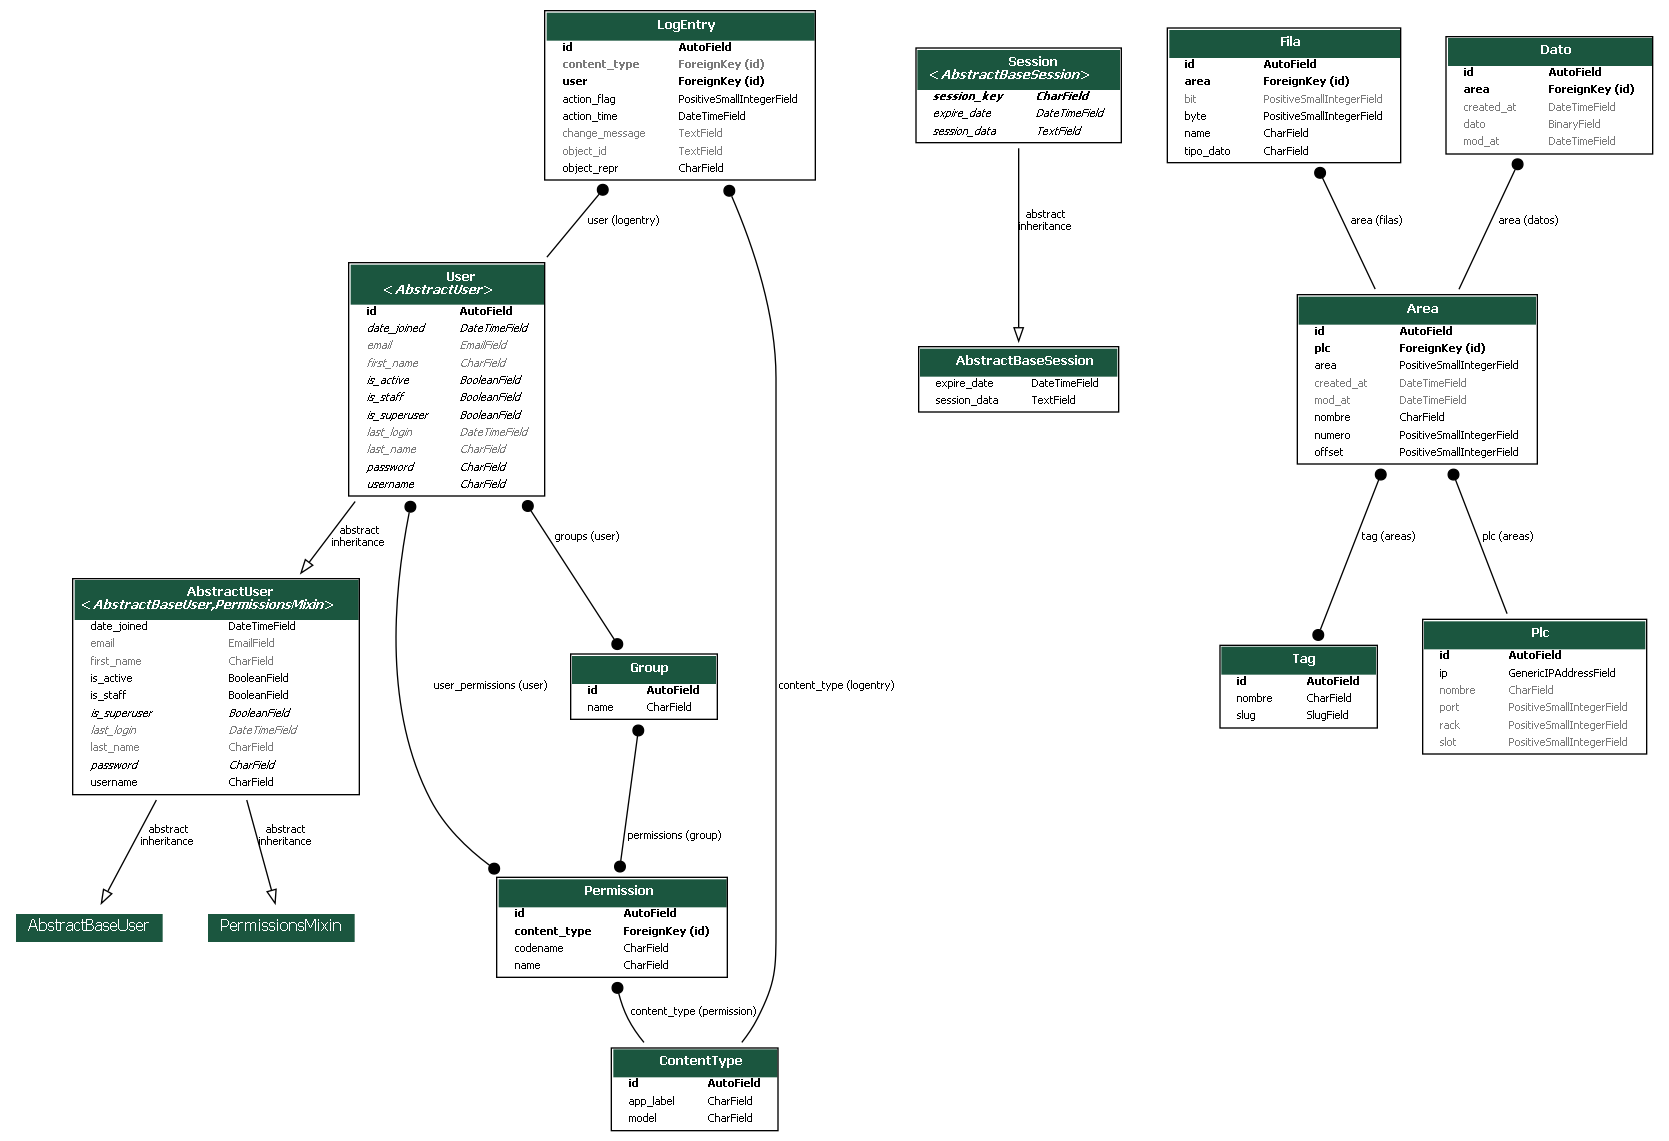 LogEntry
id AutoField
content_type ForeignKey (id)
user ForeignKey (id)
action_flag PositiveSmallIntegerField
action_time DateTimeField
change_message TextField
object_id TextField
object_repr CharField
user (logentry)
User
<AbstractUser>
id AutoField
date_joined DateTimeField
email EmailField
first_name CharField
is_active BooleanField
is_staff BooleanField
is_superuser BooleanField
last_login DateTimeField
last_name CharField
password CharField
username CharField
abstract
inheritance
groups (user)
AbstractUser
<AbstractBaseUser,PermissionsMixin>
date_joined DateTimeField
email EmailField
first_name CharField
is_active BooleanField
is_staff BooleanField
is_superuser BooleanField
last_login DateTimeField
last_name CharField
password CharField
username CharField
abstract
inheritance
abstract
inheritance
AbstractBaseUser
PermissionsMixin
user_permissions (user)
Group
id AutoField
name CharField
content_type (logentry)
permissions (group)
Permission
id AutoField
content_type ForeignKey (id)
codename CharField
name CharField
content_type (permission)
ContentType
id AutoField
app_label CharField
model CharField
Session
<AbstractBaseSession>
session_key CharField
expire_date DateTimeField
session_data TextField
abstract
inheritance
AbstractBaseSession
expire_date DateTimeField
session_data TextField
Fila
id AutoField
area ForeignKey (id)
bit PositiveSmallIntegerField
byte PositiveSmallIntegerField
name CharField
tipo_dato CharField
Dato
id AutoField
area ForeignKey (id)
created_at DateTimeField
dato BinaryField
mod_at DateTimeField
area (filas)
area (datos)
Area
id AutoField
plc ForeignKey (id)
area PositiveSmallIntegerField
created_at DateTimeField
mod_at DateTimeField
nombre CharField
numero PositiveSmallIntegerField
offset PositiveSmallIntegerField
tag (areas)
plc (areas)
Tag
id AutoField
nombre CharField
slug SlugField
Plc
id AutoField
ip GenericIPAddressField
nombre CharField
port PositiveSmallIntegerField
rack PositiveSmallIntegerField
slot PositiveSmallIntegerField